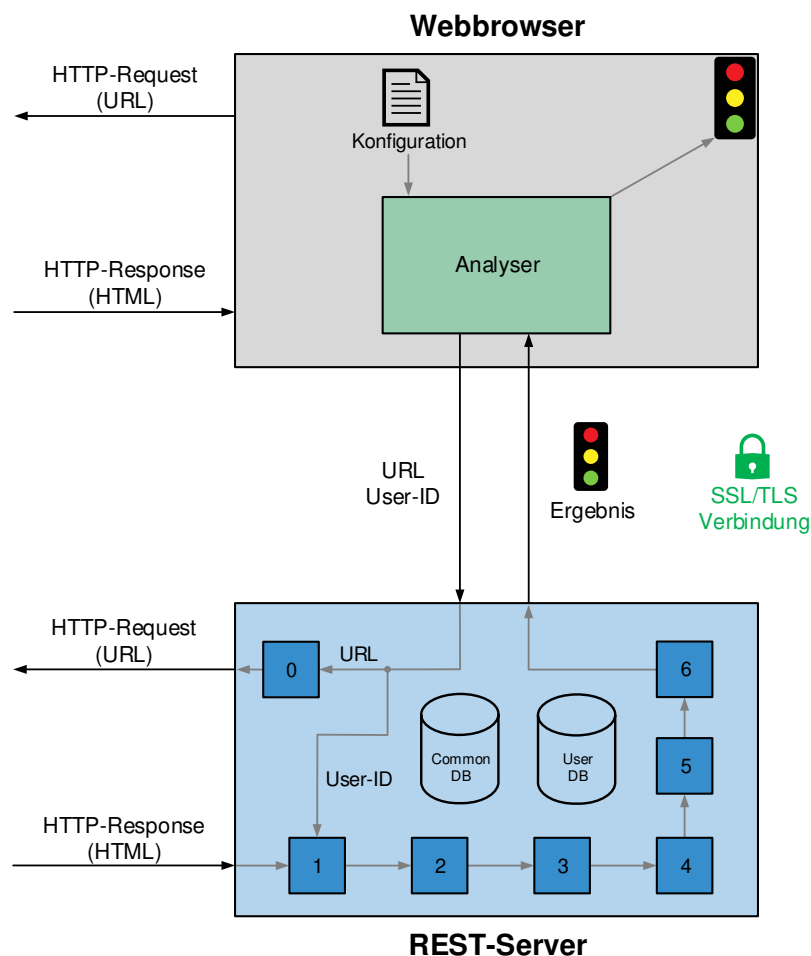 Webbrowser
HTTP-Request
(URL)
Konfiguration
HTTP-Response
(HTML)
Analyser
URL
User-ID
Ergebnis
SSL/TLS
Verbindung
HTTP-Request
(URL)
0
URL
6
Common
DB
User
DB
5
User-ID
HTTP-Response
(HTML)
1
2
3
4
REST-Server